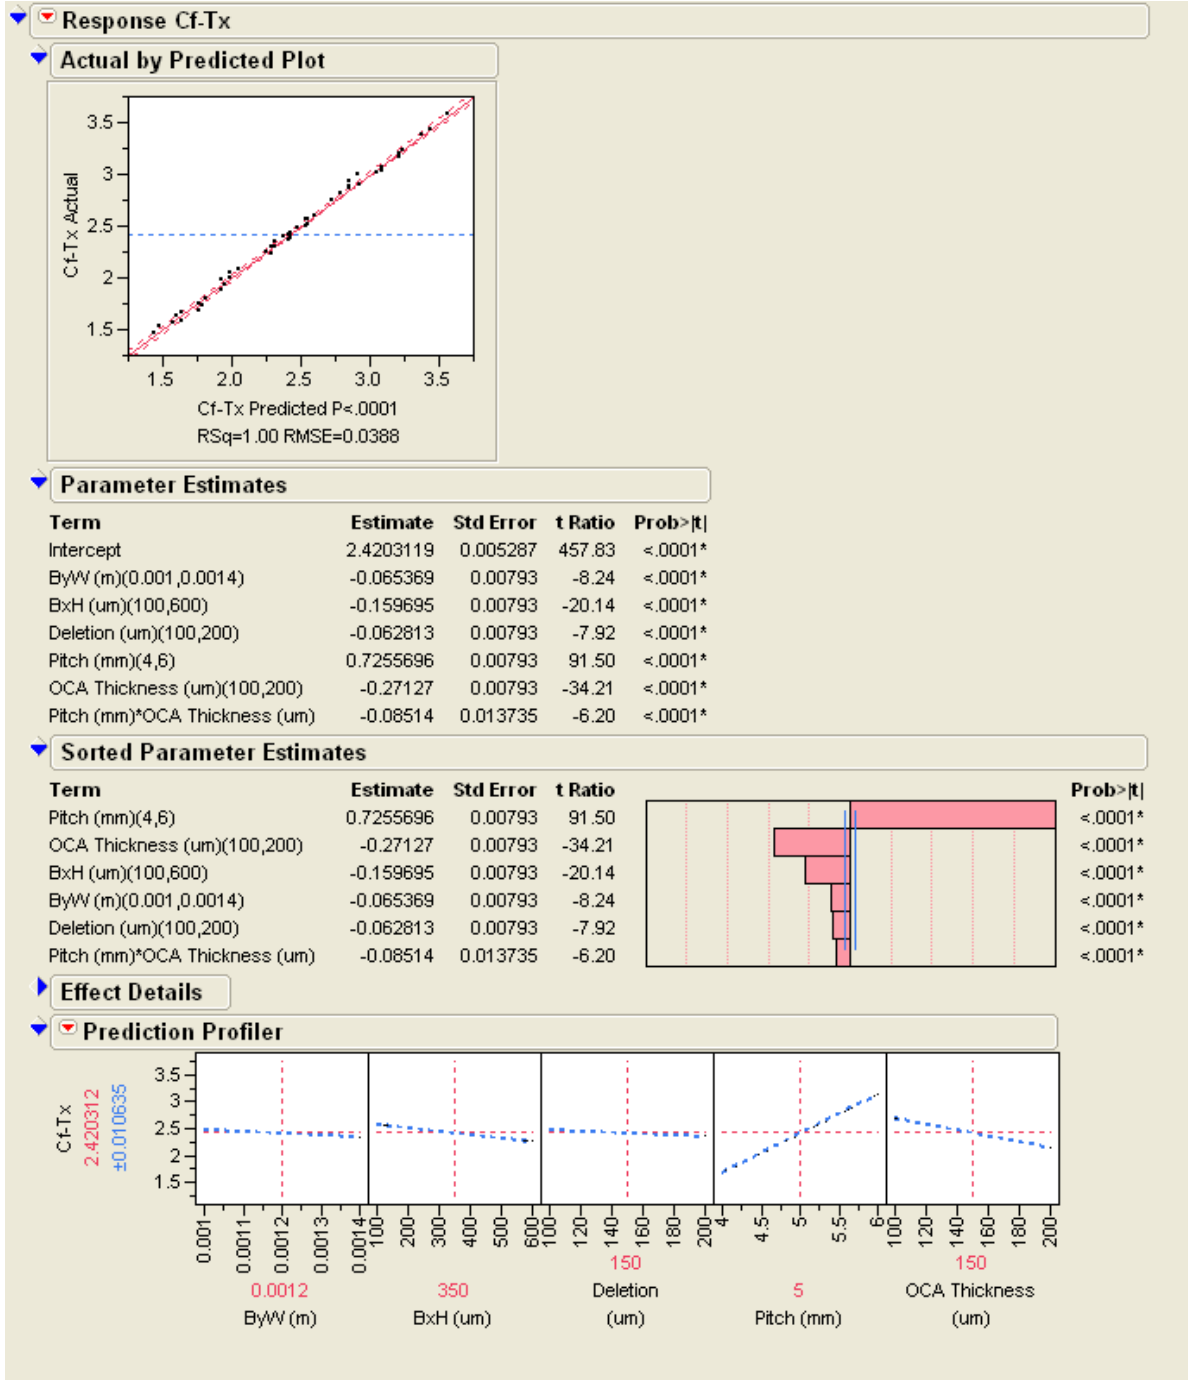 Response Cf-Tx
Actual by Predicted Plot
Cf-Tx Actual
3.5
3
2.5
2
1.5
1.5 2.0 2.5 3.0 3.5
Cf-Tx Predicted P<.0001
RSq=1.00 RMSE=0.0388
Parameter Estimates
Term Estimate Std Error t Ratio Prob>|t|
Intercept 2.4203119 0.005287 457.83 <.0001*
ByW (m)(0.001,0.0014) -0.065369 0.00793 -8.24 <.0001*
BxH (um)(100,600) -0.159695 0.00793 -20.14 <.0001*
Deletion (um)(100,200) -0.062813 0.00793 -7.92 <.0001*
Pitch (mm)(4,6) 0.7255696 0.00793 91.50 <.0001*
OCA Thickness (um)(100,200) -0.27127 0.00793 -34.21 <.0001*
Pitch (mm)*OCA Thickness (um) -0.08514 0.013735 -6.20 <.0001*
Sorted Parameter Estimates
Term Estimate Std Error t Ratio Prob>|t|
Pitch (mm)(4,6) 0.7255696 0.00793 91.50 <.0001*
OCA Thickness (um)(100,200) -0.27127 0.00793 -34.21 <.0001*
BxH (um)(100,600) -0.159695 0.00793 -20.14 <.0001*
ByW (m)(0.001,0.0014) -0.065369 0.00793 -8.24 <.0001*
Deletion (um)(100,200) -0.062813 0.00793 -7.92 <.0001*
Pitch (mm)*OCA Thickness (um) -0.08514 0.013735 -6.20 <.0001*
Effect Details
Prediction Profiler
Cf-Tx
2.420312
±0.010635
3.5
3
2.5
2
1.5
0.001 0.0011 0.0012 0.0013 0.0014 100 200 300 400 500 600 100 120 140 160 180 200 4 4.5 5 5.5 6 100 120 140 160 180 200
0.0012 350 150 5 150
ByW (m) BxH (um) Deletion (um) Pitch (mm) OCA Thickness (um)